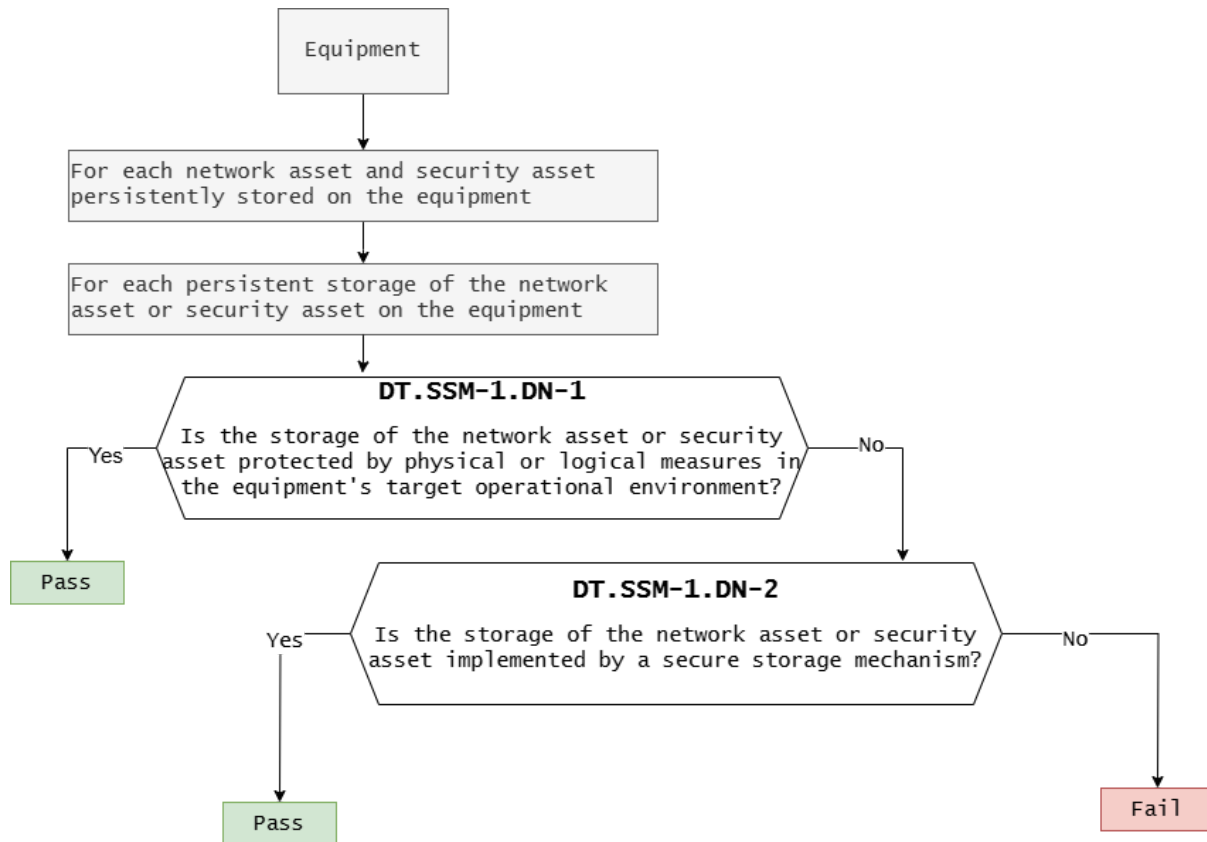 Equipment
For each network asset and security asset
persistently stored on the equipment
For each persistent storage of the network
asset or security asset on the equipment
DT.SSM-1.DN-1
Is the storage of the network asset or security
asset protected by physical or logical measures in
the equipment's target operational environment?
Yes
No
Pass
DT.SSM-1.DN-2
Is the storage of the network asset or security
asset implemented by a secure storage mechanism?
Yes
No
Pass
Fail